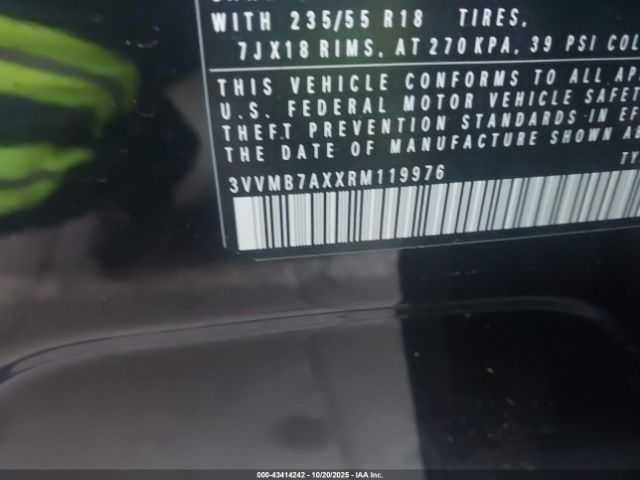 WITH 235/55 R18 TIRES,
7JX18 RIMS, AT 270 KPA, 39 PSI COL
THIS VEHICLE CONFORMS TO ALL AP
U.S. FEDERAL MOTOR VEHICLE SAFET
THEFT PREVENTION STANDARDS IN EF
THE DATE OF MANUFACTURE SHOWN A
TY
3VVMB7AXXRM119976
000-43414242 | 10/20/2025 | IAA Inc.